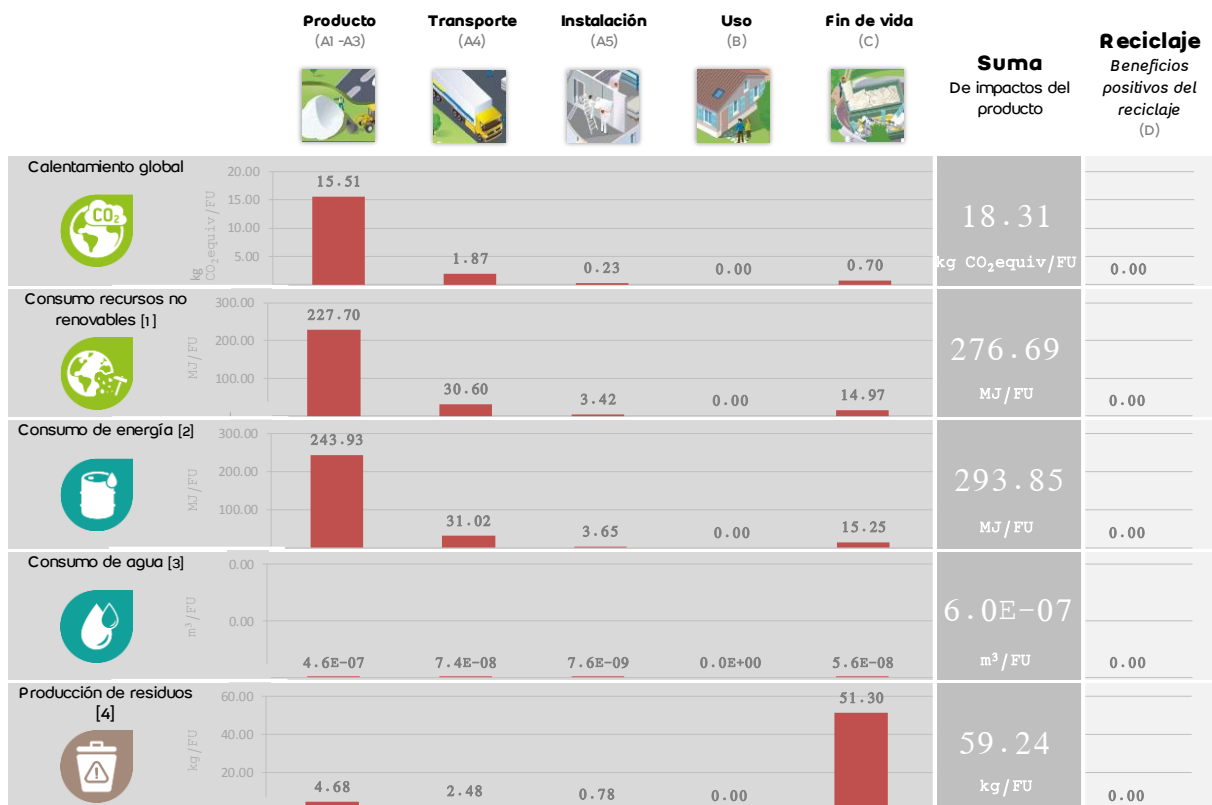 Producto
(A1 -A3)
Transporte
(A4)
Instalación
(A5)
Uso
(B)
Fin de vida
(C)
Suma
De impactos del
producto
Reciclaje
Beneficios
positivos del
reciclaje
(D)
Calentamiento global
CO₂
kg
CO₂equiv/FU
20.00
15.00
10.00
5.00
15.51
1.87
0.23
0.00
0.70
18.31
kg CO₂equiv/FU
0.00
Consumo recursos no
renovables [1]
MJ/FU
300.00
200.00
100.00
-
227.70
30.60
3.42
0.00
14.97
276.69
MJ/FU
0.00
Consumo de energía [2]
MJ/FU
300.00
200.00
100.00
243.93
31.02
3.65
0.00
15.25
293.85
MJ/FU
0.00
Consumo de agua [3]
m³/FU
0.00
0.00
4.6E-07
7.4E-08
7.6E-09
0.0E+00
5.6E-08
6.0E-07
m³/FU
0.00
Producción de residuos
[4]
kg/FU
60.00
40.00
20.00
4.68
2.48
0.78
0.00
51.30
59.24
kg/FU
0.00